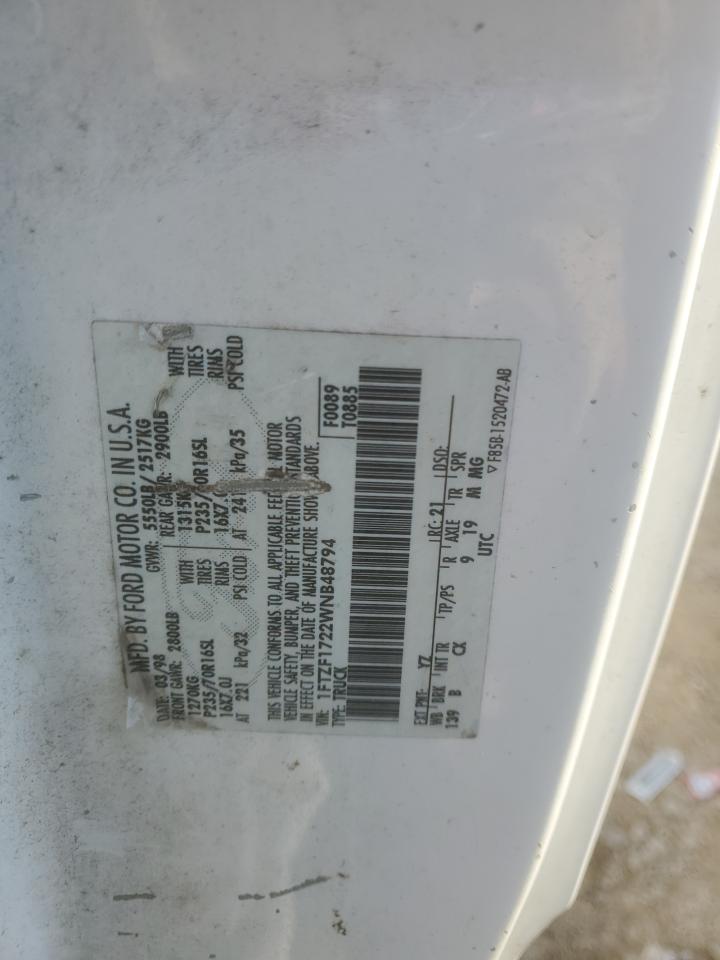 MFD. BY FORD MOTOR CO. IN U.S.A.
DATE: 03/98 GVWR: 5550LB/ 2517KG
FRONT GAWR: 2800LB REAR GAWR: 2900LB
1270KG WITH 1315K WITH
P235/70R16SL TIRES P235/70R16SL TIRES
16X7.0J RIMS 16X7.0 RIMS
AT 221 kPa/32 PSI COLD AT 241 kPa/35 PSI COLD
THIS VEHICLE CONFORMS TO ALL APPLICABLE FEDERAL MOTOR
VEHICLE SAFETY, BUMPER, AND THEFT PREVENTION STANDARDS
IN EFFECT ON THE DATE OF MANUFACTURE SHOWN ABOVE.
VIN: 1FTZF1722WNB48794 F0089
TYPE: TRUCK T0885
EXT PNT: YZ RC: 21 DSO:
WB BRK INT TR TP/PS R AXLE TR SPR
139 B CX 9 19 M MG
UTC
▽ F85B-1520472-AB